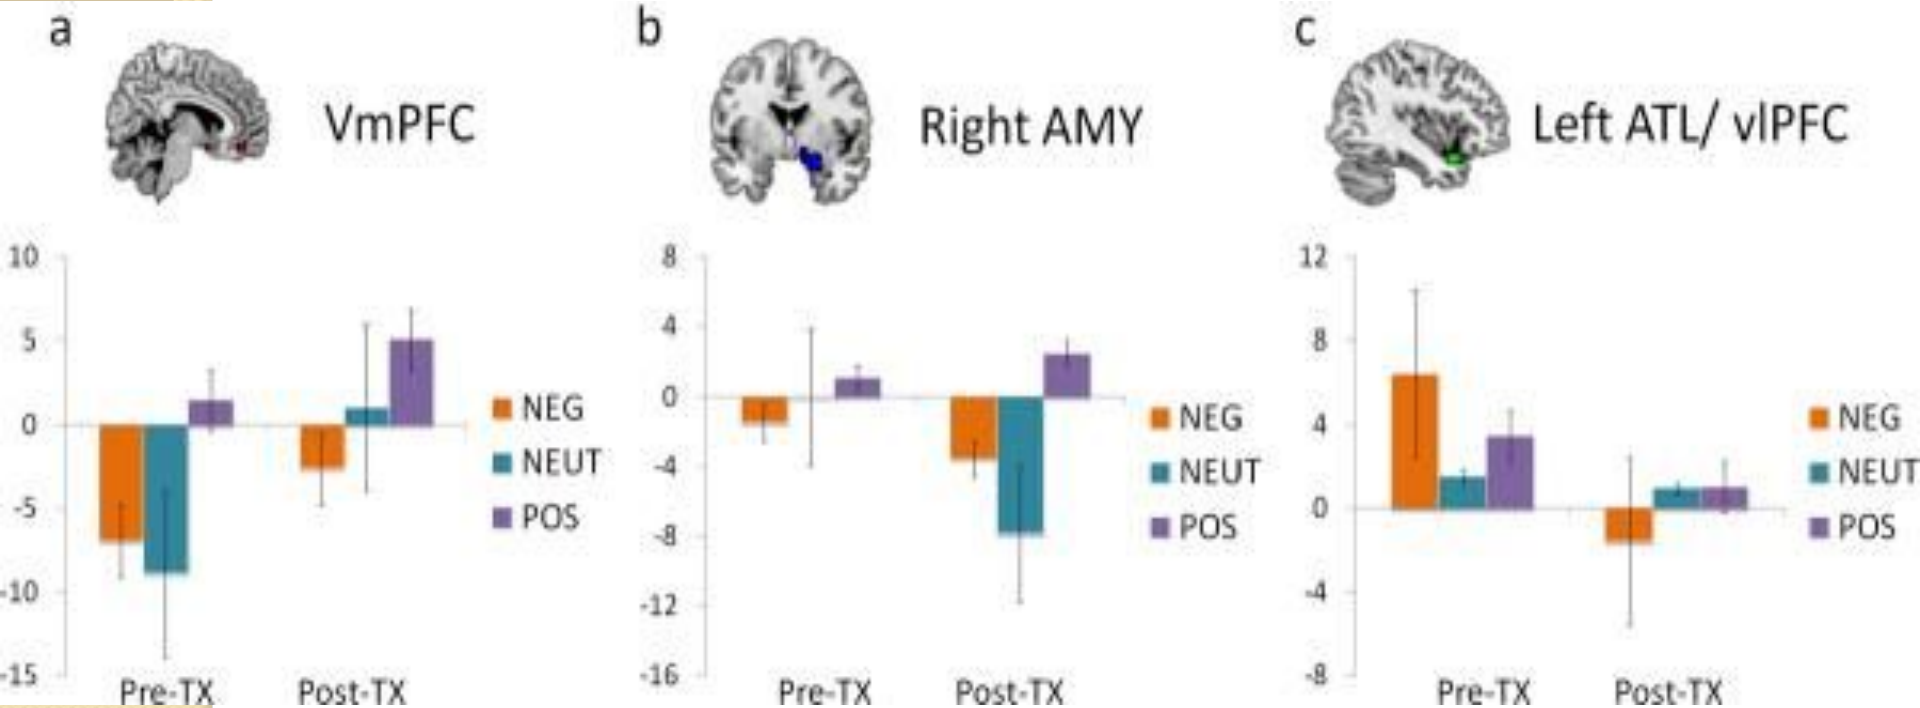 a
VmPFC
10
5
0
-5
-10
-15
Pre-TX
Post-TX
NEG
NEUT
POS
b
Right AMY
8
4
0
-4
-8
-12
-16
Pre-TX
Post-TX
NEG
NEUT
POS
c
Left ATL/ vlPFC
12
8
4
0
-4
-8
Pre-TX
Post-TX
NEG
NEUT
POS